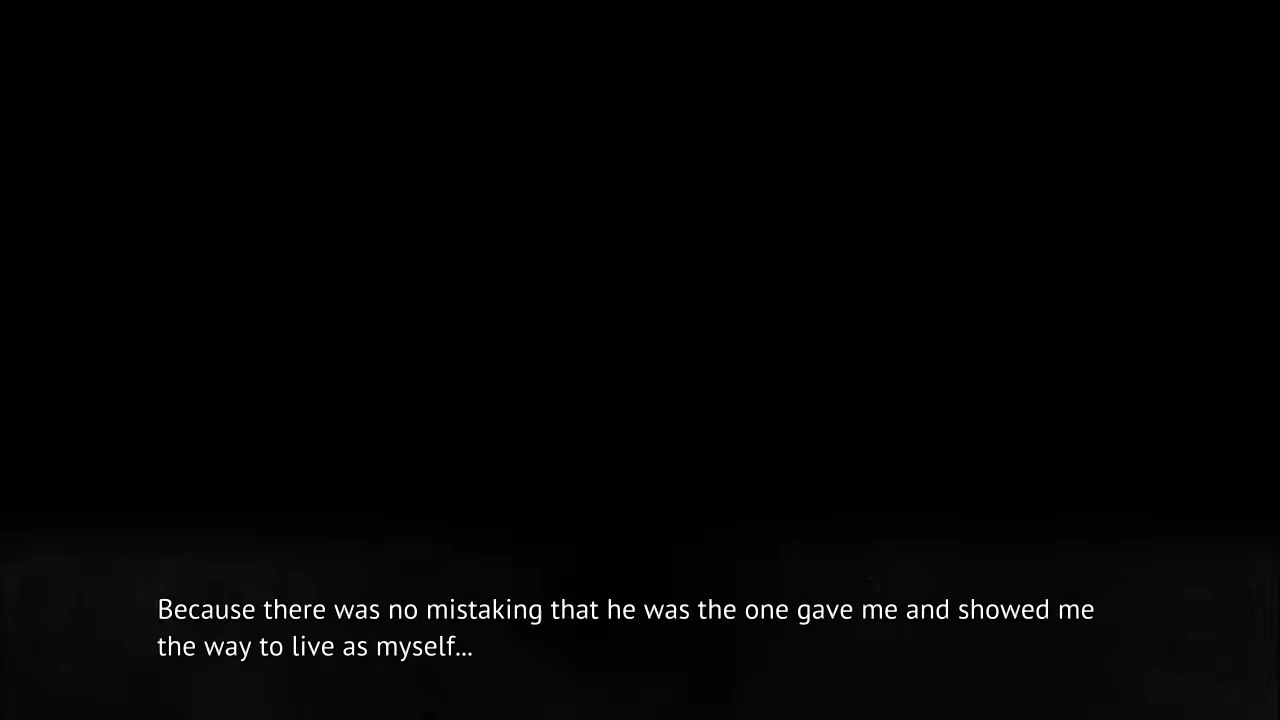 Because there was no mistaking that he was the one gave me and showed me
the way to live as myself...